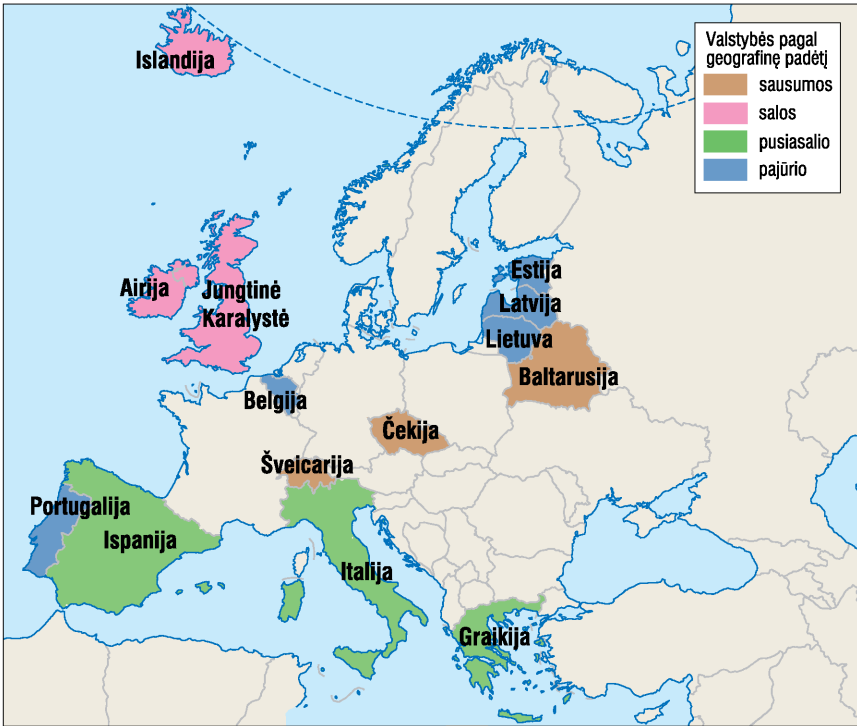 Valstybės pagal
geografinę padėtį
sausumos
salos
pusiasalio
pajūrio
Islandija
Airija
Jungtinė
Karalystė
Estija
Latvija
Lietuva
Baltarusija
Belgija
Čekija
Šveicarija
Portugalija
Ispanija
Italija
Graikija